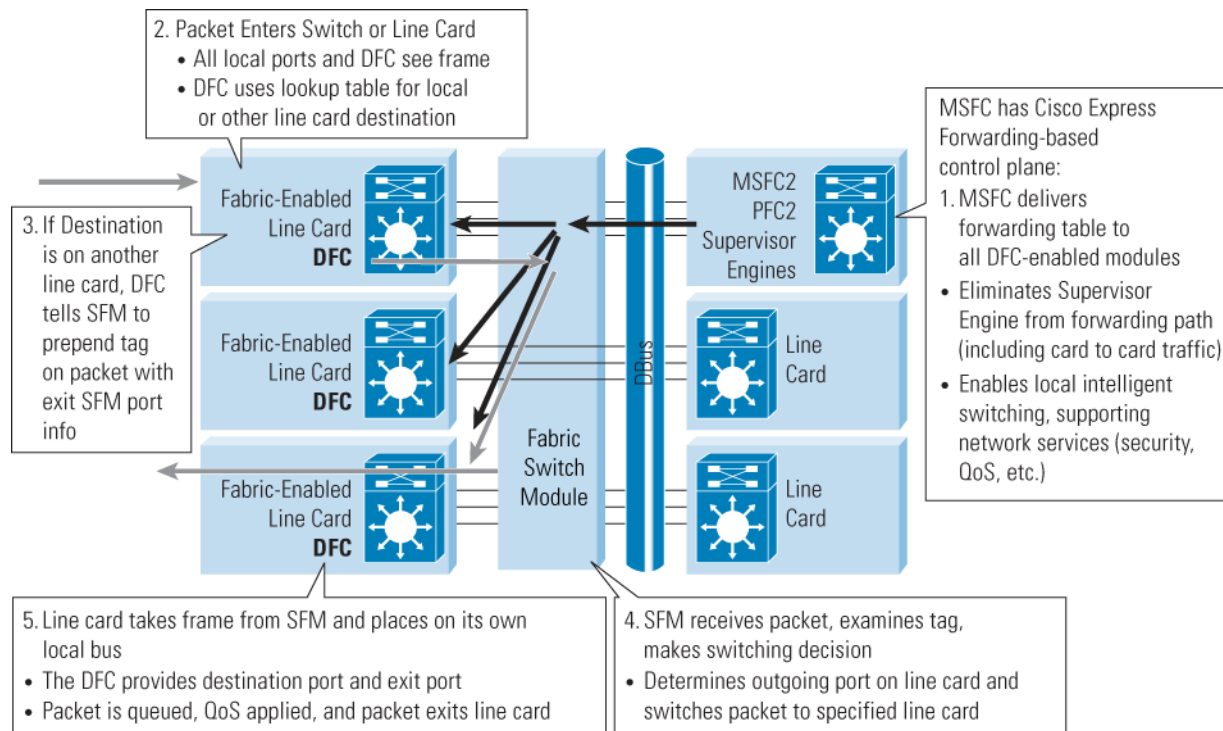 2. Packet Enters Switch or Line Card
• All local ports and DFC see frame
• DFC uses lookup table for local
or other line card destination
MSFC has Cisco Express
Forwarding-based
control plane:
1. MSFC delivers
forwarding table to
all DFC-enabled modules
• Eliminates Supervisor
Engine from forwarding path
(including card to card traffic)
• Enables local intelligent
switching, supporting
network services (security,
QoS, etc.)
3. If Destination
is on another
line card, DFC
tells SFM to
prepend tag
on packet with
exit SFM port
info
Fabric-Enabled
Line Card
DFC
Fabric-Enabled
Line Card
DFC
Fabric-Enabled
Line Card
DFC
Fabric
Switch
Module
DBus
MSFC2
PFC2
Supervisor
Engines
Line
Card
Line
Card
5. Line card takes frame from SFM and places on its own
local bus
• The DFC provides destination port and exit port
• Packet is queued, QoS applied, and packet exits line card
4. SFM receives packet, examines tag,
makes switching decision
• Determines outgoing port on line card and
switches packet to specified line card